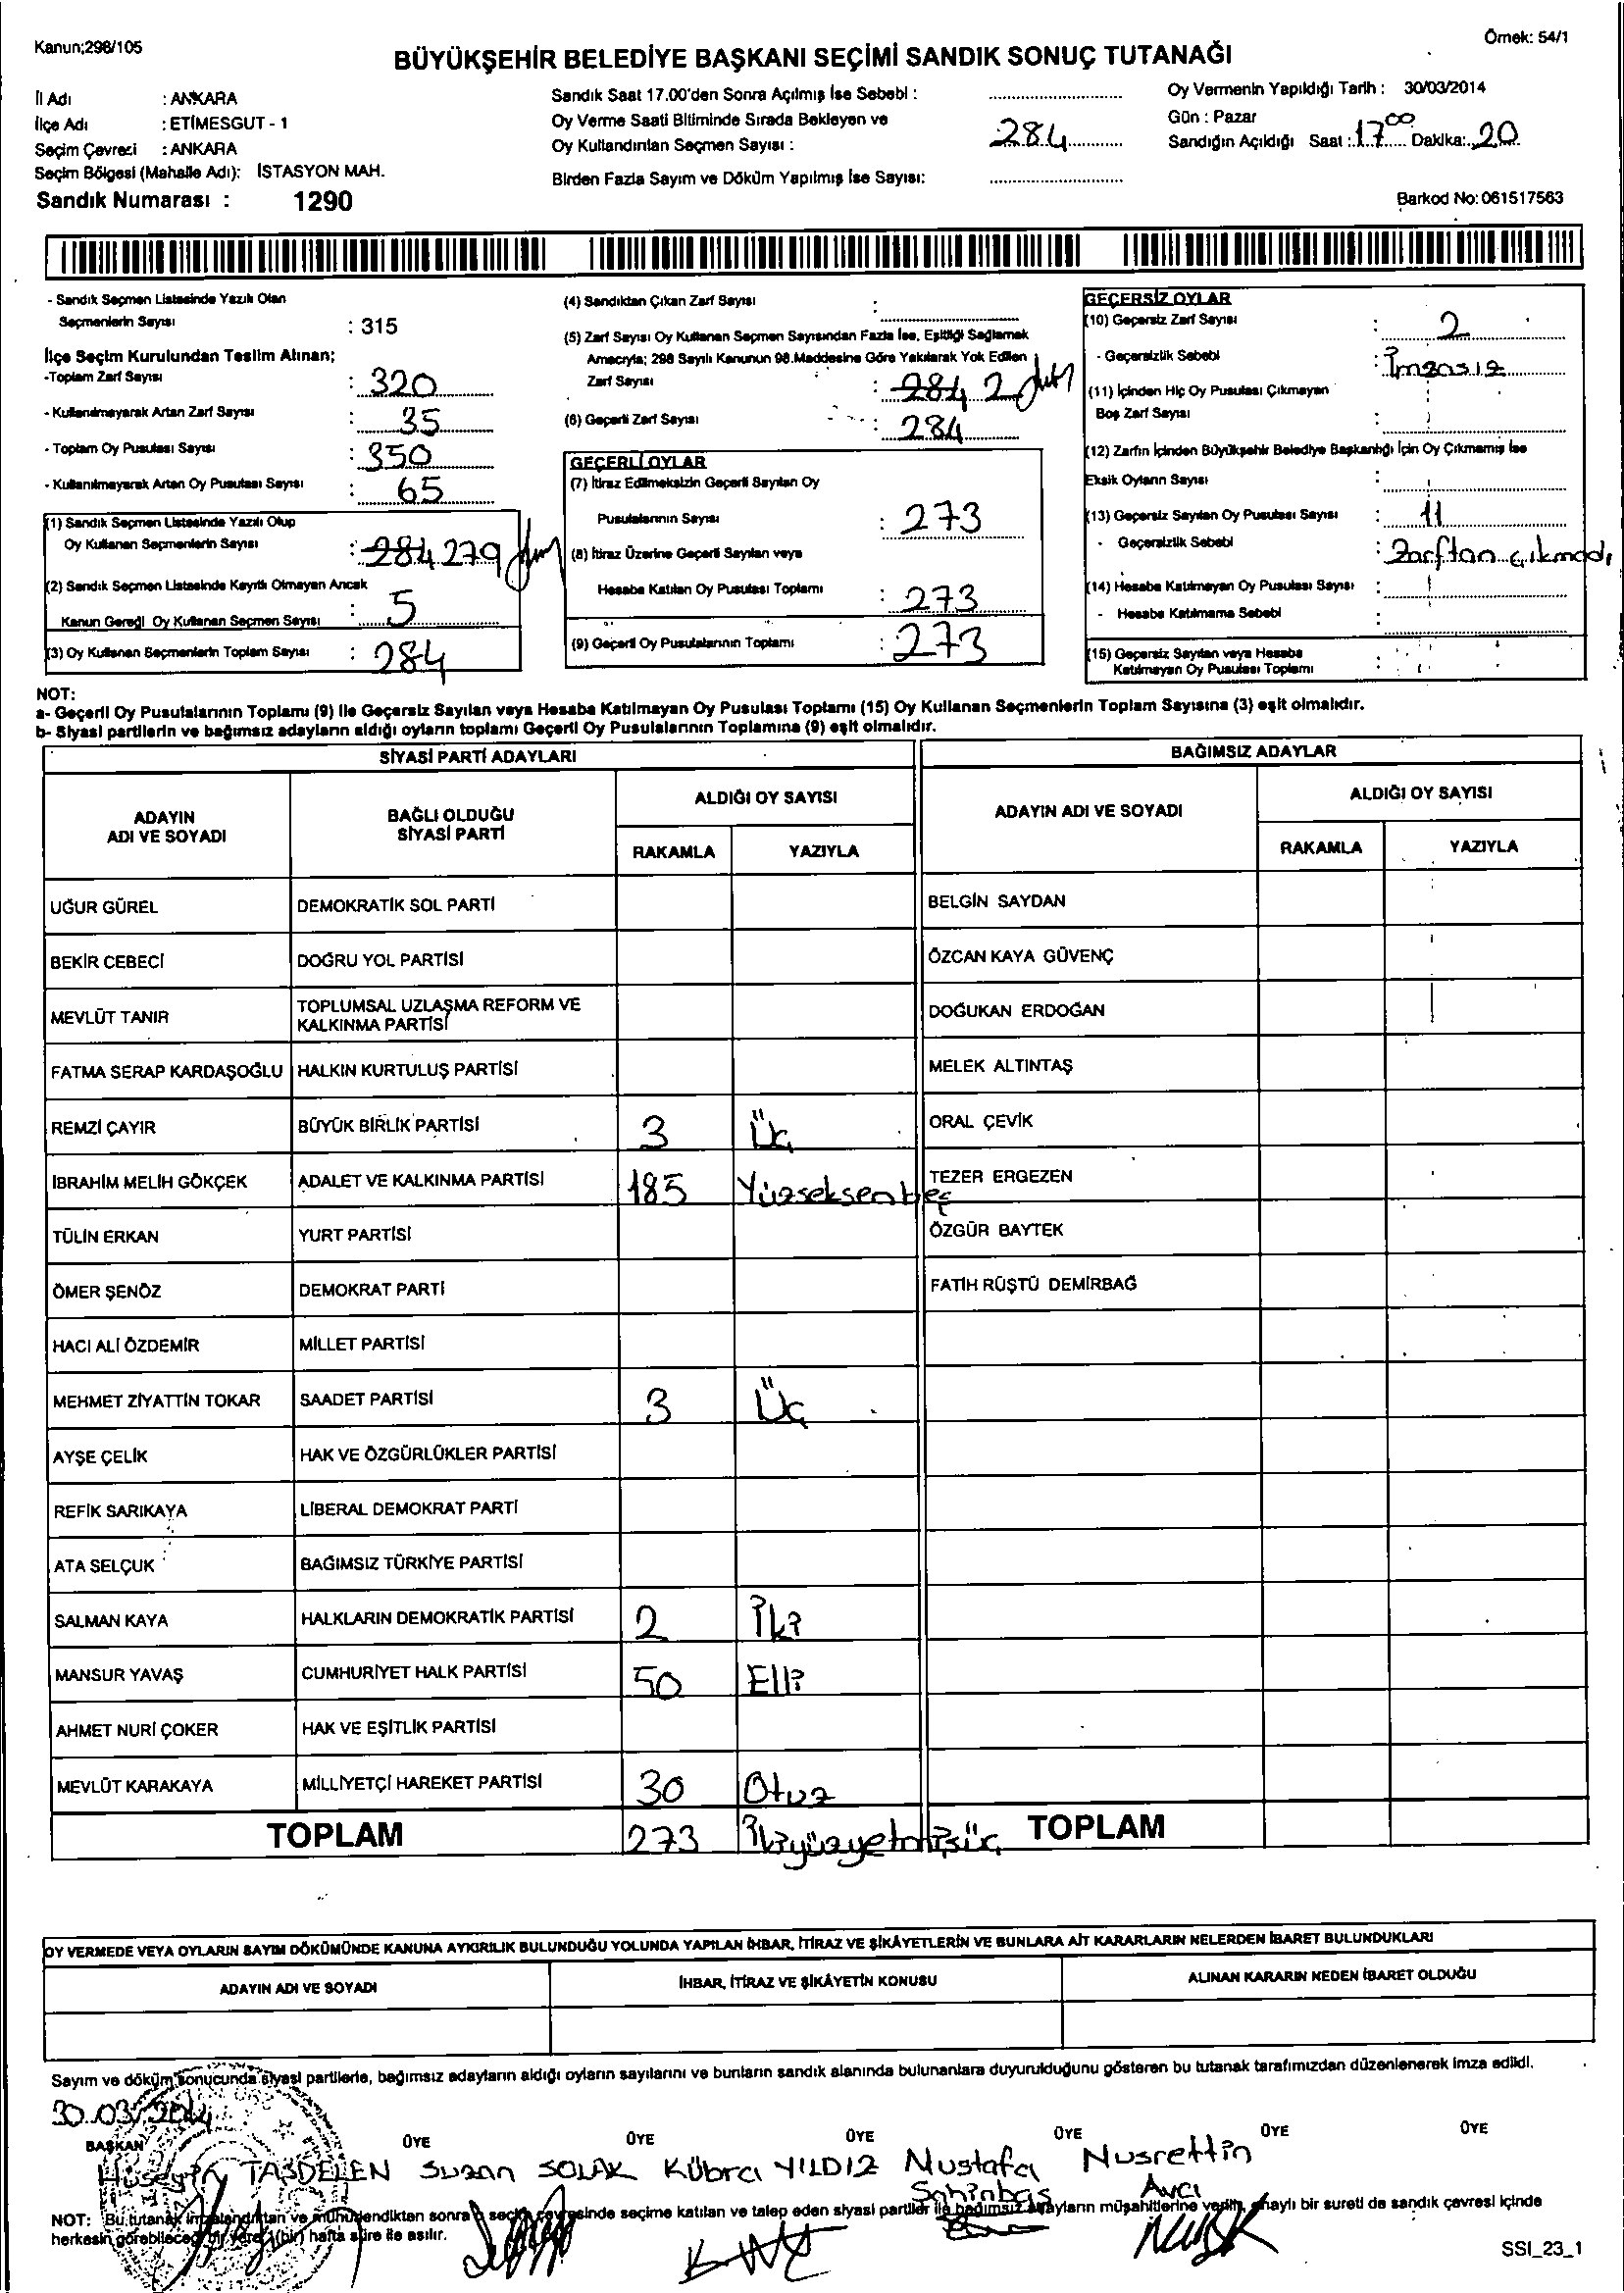 Kanun;298/105
Örnek: 54/1
BÜYÜKŞEHİR BELEDİYE BAŞKANI SEÇİMİ SANDIK SONUÇ TUTANAĞI
İl Adı : ANKARA
İlçe Adı : ETİMESGUT - 1
Seçim Çevresi : ANKARA
Seçim Bölgesi (Mahalle Adı): İSTASYON MAH.
Sandık Numarası : 1290
Sandık Saat 17.00'den Sonra Açılmış İse Sebebi :
Oy Verme Saati Bitiminde Sırada Bekleyen ve
Oy Kullandırılan Seçmen Sayısı : 284
Birden Fazla Sayım ve Döküm Yapılmış İse Sayısı:
Oy Vermenin Yapıldığı Tarih : 30/03/2014
Gün : Pazar
Sandığın Açıldığı Saat : 17 00 Dakika: 20
Barkod No: 061517563
- Sandık Seçmen Listesinde Yazılı Olan
Seçmenlerin Sayısı : 315
İlçe Seçim Kurulundan Teslim Alınan;
-Toplam Zarf Sayısı : 320
- Kullanılmayarak Artan Zarf Sayısı : 35
- Toplam Oy Pusulası Sayısı : 350
- Kullanılmayarak Artan Oy Pusulası Sayısı : 65
(1) Sandık Seçmen Listesinde Yazılı Olup
Oy Kullanan Seçmenlerin Sayısı : 284 279
(2) Sandık Seçmen Listesinde Kayıtlı Olmayan Ancak
Kanun Gereği Oy Kullanan Seçmen Sayısı : 5
(3) Oy Kullanan Seçmenlerin Toplam Sayısı : 284
(4) Sandıktan Çıkan Zarf Sayısı :
(5) Zarf Sayısı Oy Kullanan Seçmen Sayısından Fazla İse, Eşitliği Sağlamak
Amacıyla; 298 Sayılı Kanunun 98.Maddesine Göre Yakılarak Yok Edilen
Zarf Sayısı : 284 2
(6) Geçerli Zarf Sayısı : 284
GEÇERLİ OYLAR
(7) İtiraz Edilmeksizin Geçerli Sayılan Oy
Pusulalarının Sayısı : 273
(8) İtiraz Üzerine Geçerli Sayılan veya
Hesaba Katılan Oy Pusulası Toplamı : 273
(9) Geçerli Oy Pusulalarının Toplamı : 273
GEÇERSİZ OYLAR
(10) Geçersiz Zarf Sayısı : 2
- Geçersizlik Sebebi : İmzasız
(11) İçinden Hiç Oy Pusulası Çıkmayan
Boş Zarf Sayısı :
(12) Zarfın İçinden Büyükşehir Belediye Başkanlığı İçin Oy Çıkmamış İse
Eksik Oyların Sayısı :
(13) Geçersiz Sayılan Oy Pusulası Sayısı : 11
- Geçersizlik Sebebi : Zarftan çıkmadı
(14) Hesaba Katılmayan Oy Pusulası Sayısı :
- Hesaba Katılmama Sebebi :
(15) Geçersiz Sayılan veya Hesaba
Katılmayan Oy Pusulası Toplamı :
NOT:
a- Geçerli Oy Pusulalarının Toplamı (9) ile Geçersiz Sayılan veya Hesaba Katılmayan Oy Pusulası Toplamı (15) Oy Kullanan Seçmenlerin Toplam Sayısına (3) eşit olmalıdır.
b- Siyasi partilerin ve bağımsız adayların aldığı oyların toplamı Geçerli Oy Pusulalarının Toplamına (9) eşit olmalıdır.
SİYASİ PARTİ ADAYLARI
BAĞIMSIZ ADAYLAR
ADAYIN ADI VE SOYADI
BAĞLI OLDUĞU SİYASİ PARTİ
ALDIĞI OY SAYISI
RAKAMLA YAZIYLA
ADAYIN ADI VE SOYADI
ALDIĞI OY SAYISI
RAKAMLA YAZIYLA
UĞUR GÜREL DEMOKRATİK SOL PARTİ BELGİN SAYDAN
BEKİR CEBECİ DOĞRU YOL PARTİSİ ÖZCAN KAYA GÜVENÇ
MEVLÜT TANIR TOPLUMSAL UZLAŞMA REFORM VE KALKINMA PARTİSİ DOĞUKAN ERDOĞAN
FATMA SERAP KARDAŞOĞLU HALKIN KURTULUŞ PARTİSİ MELEK ALTINTAŞ
REMZİ ÇAYIR BÜYÜK BİRLİK PARTİSİ 3 Üç ORAL ÇEVİK
İBRAHİM MELİH GÖKÇEK ADALET VE KALKINMA PARTİSİ 185 Yüzseksenbeş TEZER ERGEZEN
TÜLİN ERKAN YURT PARTİSİ ÖZGÜR BAYTEK
ÖMER ŞENÖZ DEMOKRAT PARTİ FATİH RÜŞTÜ DEMİRBAĞ
HACI ALİ ÖZDEMİR MİLLET PARTİSİ
MEHMET ZİYATTİN TOKAR SAADET PARTİSİ 3 Üç
AYŞE ÇELİK HAK VE ÖZGÜRLÜKLER PARTİSİ
REFİK SARIKAYA LİBERAL DEMOKRAT PARTİ
ATA SELÇUK BAĞIMSIZ TÜRKİYE PARTİSİ
SALMAN KAYA HALKLARIN DEMOKRATİK PARTİSİ 2 İki
MANSUR YAVAŞ CUMHURİYET HALK PARTİSİ 50 Elli
AHMET NURİ ÇOKER HAK VE EŞİTLİK PARTİSİ
MEVLÜT KARAKAYA MİLLİYETÇİ HAREKET PARTİSİ 30 Otuz
TOPLAM 273 İkiyüzyetmişüç TOPLAM
OY VERMEDE VEYA OYLARIN SAYIM DÖKÜMÜNDE KANUNA AYKIRILIK BULUNDUĞU YOLUNDA YAPILAN İHBAR, İTİRAZ VE ŞİKÂYETLERİN VE BUNLARA AİT KARARLARIN NELERDEN İBARET BULUNDUKLARI
ADAYIN ADI VE SOYADI İHBAR, İTİRAZ VE ŞİKÂYETİN KONUSU ALINAN KARARIN NEDEN İBARET OLDUĞU
Sayım ve döküm sonucunda siyasi partilerle, bağımsız adayların aldığı oyların sayılarını ve bunların sandık alanında bulunanlara duyurulduğunu gösteren bu tutanak tarafımızdan düzenlenerek imza edildi.
30.03.2014
BAŞKAN ÜYE ÜYE ÜYE ÜYE ÜYE ÜYE
Hüseyin TAŞDELEN Suzan SOLAK Kübra YILDIZ Mustafa Şahinbaş Nusrettin Avcı
NOT: Bu tutanak imzalandıktan ve mühürlendikten sonra seçim çevresinde seçime katılan ve talep eden siyasi partiler ile bağımsız adayların müşahitlerine verilir, onaylı bir sureti de sandık çevresi içinde
herkesin görebileceği bir yere 1(bir) hafta süre ile asılır.
SSI_23_1